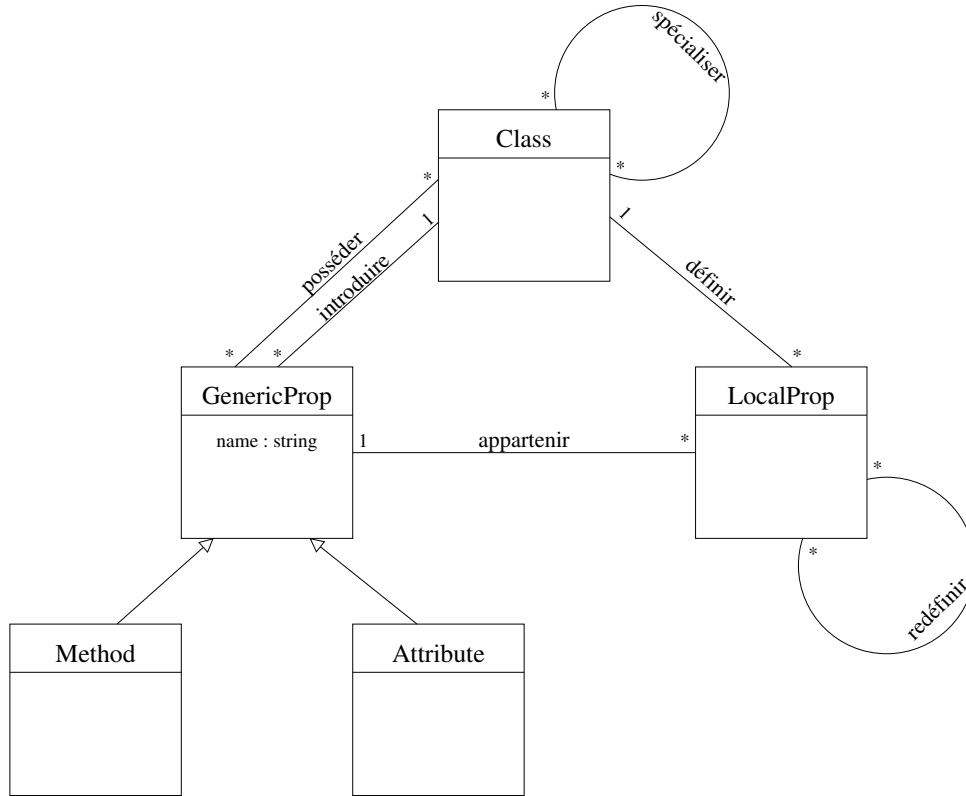 spécialiser
*
Class
*
*
1
1
posséder
introduire
définir
*
*
*
GenericProp
LocalProp
name : string
1
appartenir
*
*
*
redéfinir
Method
Attribute